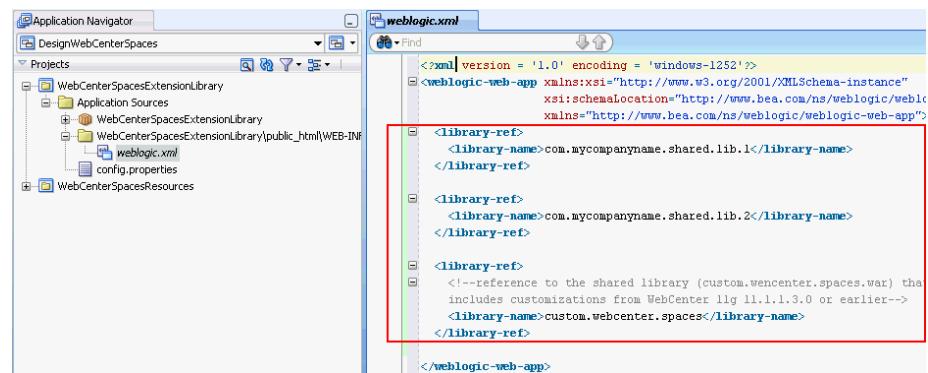 Application Navigator
DesignWebCenterSpaces
Projects
WebCenterSpacesExtensionLibrary
Application Sources
WebCenterSpacesExtensionLibrary
WebCenterSpacesExtensionLibrary\public_html\WEB-INF
weblogic.xml
config.properties
WebCenterSpacesResources
weblogic.xml
Find
<?xml version = '1.0' encoding = 'windows-1252'?>
<weblogic-web-app xmlns:xsi="http://www.w3.org/2001/XMLSchema-instance"
xsi:schemaLocation="http://www.bea.com/ns/weblogic/weblo
xmlns="http://www.bea.com/ns/weblogic/weblogic-web-app">
<library-ref>
<library-name>com.mycompanyname.shared.lib.1</library-name>
</library-ref>
<library-ref>
<library-name>com.mycompanyname.shared.lib.2</library-name>
</library-ref>
<library-ref>
<!--reference to the shared library (custom.wencenter.spaces.war) tha
includes customizations from WebCenter 11g 11.1.1.3.0 or earlier-->
<library-name>custom.webcenter.spaces</library-name>
</library-ref>
</weblogic-web-app>